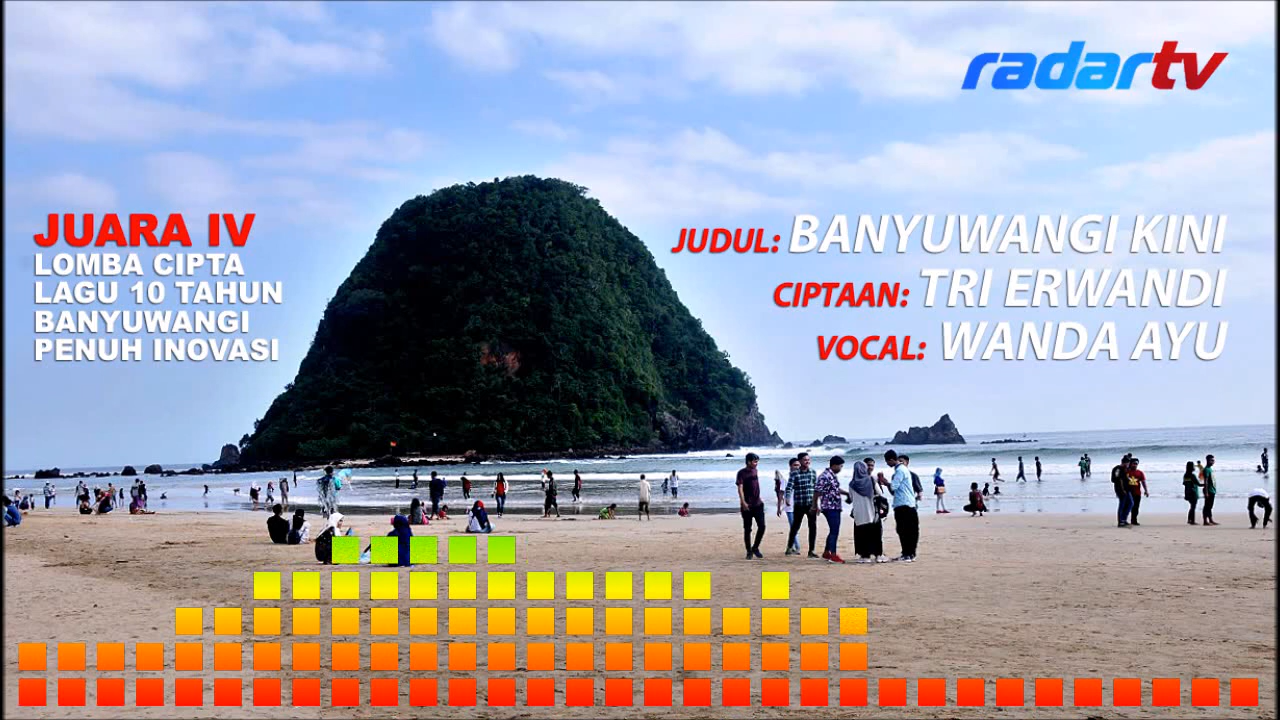 radartv
JUARA IV
LOMBA CIPTA
LAGU 10 TAHUN
BANYUWANGI
PENUH INOVASI
JUDUL: BANYUWANGI KINI
CIPTAAN: TRI ERWANDI
VOCAL: WANDA AYU